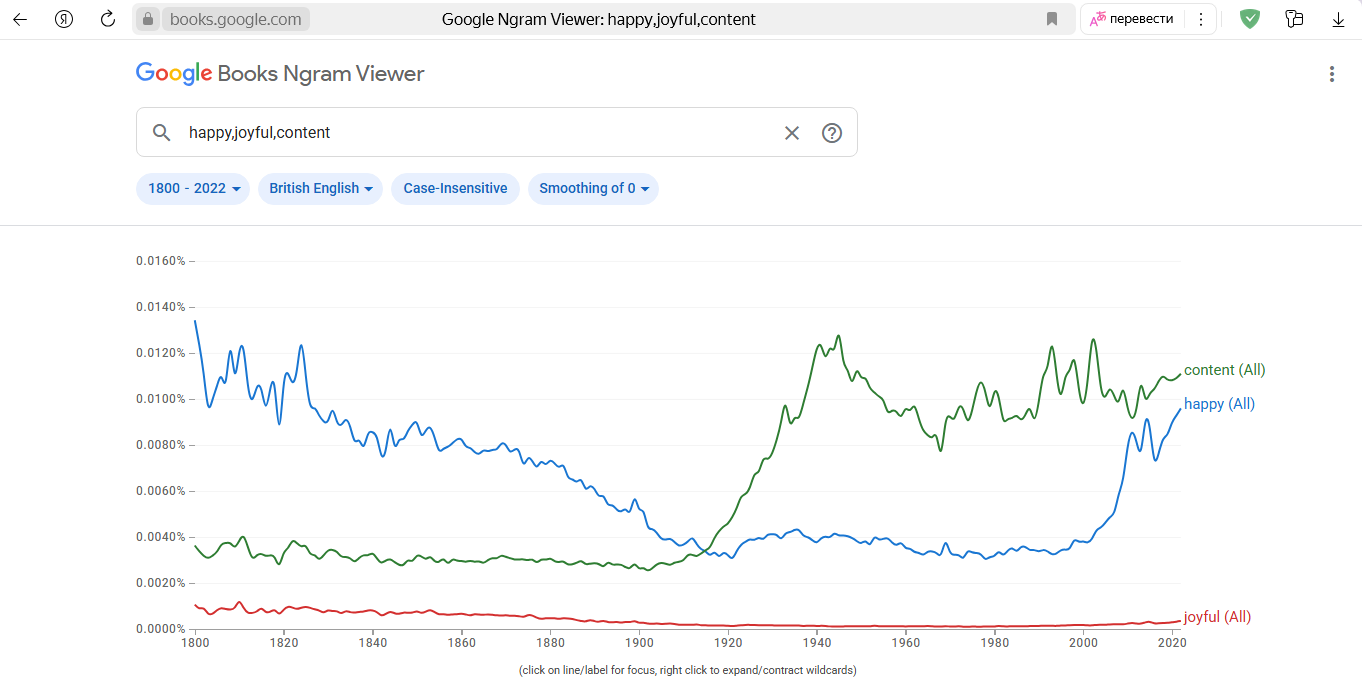 books.google.com
Google Ngram Viewer: happy,joyful,content
перевести
Google Books Ngram Viewer
happy,joyful,content
1800 - 2022
British English
Case-Insensitive
Smoothing of 0
0.0160%
0.0140%
0.0120%
0.0100%
0.0080%
0.0060%
0.0040%
0.0020%
0.0000%
content (All)
happy (All)
joyful (All)
1800 1820 1840 1860 1880 1900 1920 1940 1960 1980 2000 2020
(click on line/label for focus, right click to expand/contract wildcards)